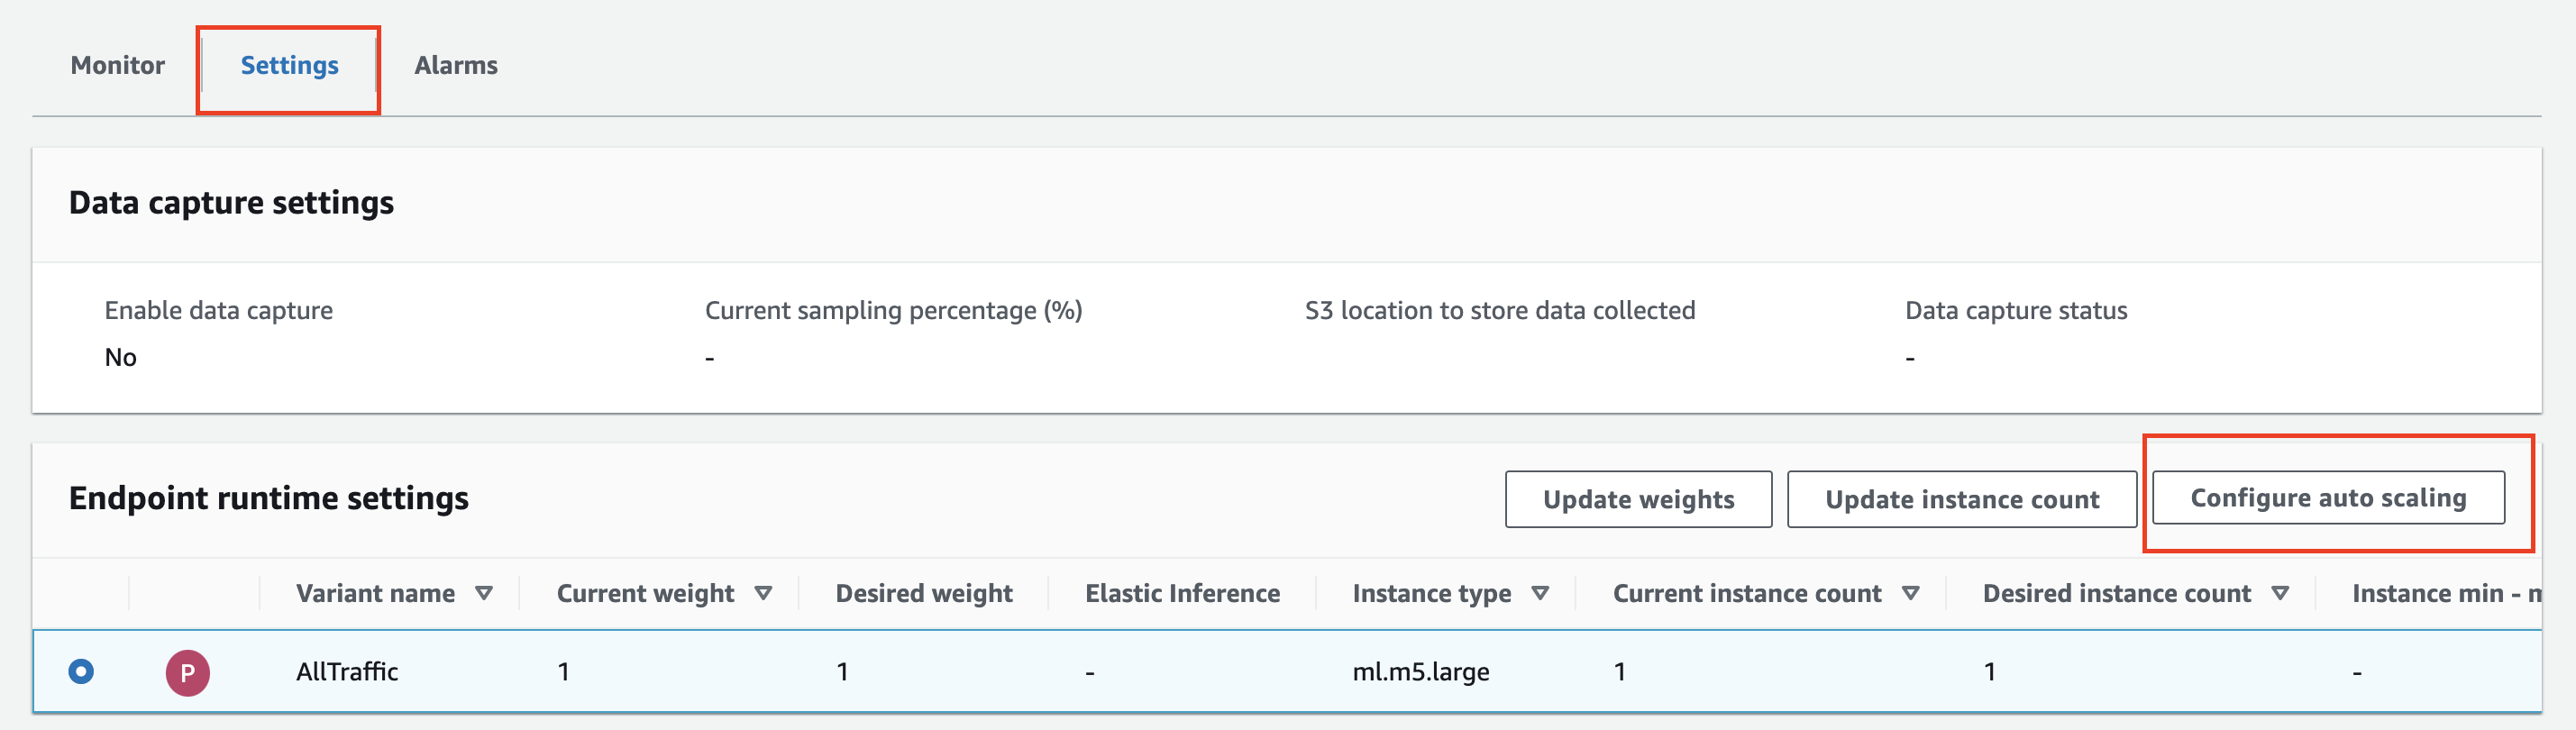 Monitor Settings Alarms
Data capture settings
Enable data capture Current sampling percentage (%) S3 location to store data collected Data capture status
No - -
Endpoint runtime settings Update weights Update instance count Configure auto scaling
Variant name Current weight Desired weight Elastic Inference Instance type Current instance count Desired instance count Instance min -
P AllTraffic 1 1 - ml.m5.large 1 1 -